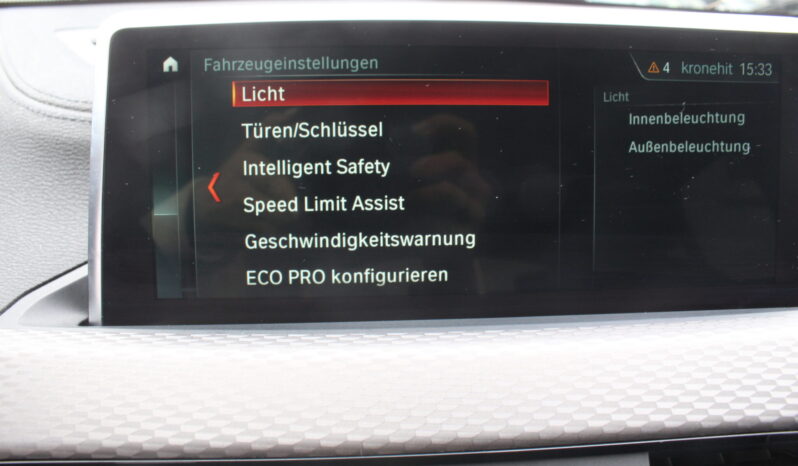 Fahrzeugeinstellungen
4 kronehit 15:33
Licht
Türen/Schlüssel
Intelligent Safety
Speed Limit Assist
Geschwindigkeitswarnung
ECO PRO konfigurieren
Licht
Innenbeleuchtung
Außenbeleuchtung